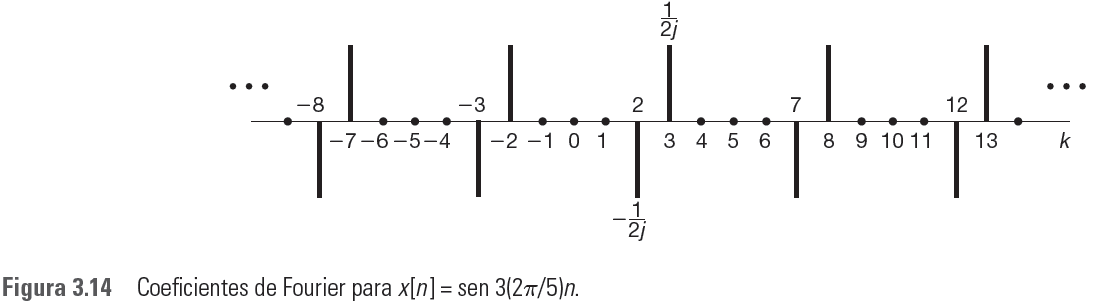 1/2j
... −8 −3 2 7 12 ...
−7 −6 −5 −4 −2 −1 0 1 3 4 5 6 8 9 10 11 13 k
−1/2j
Figura 3.14 Coeficientes de Fourier para x[n] = sen 3(2π/5)n.